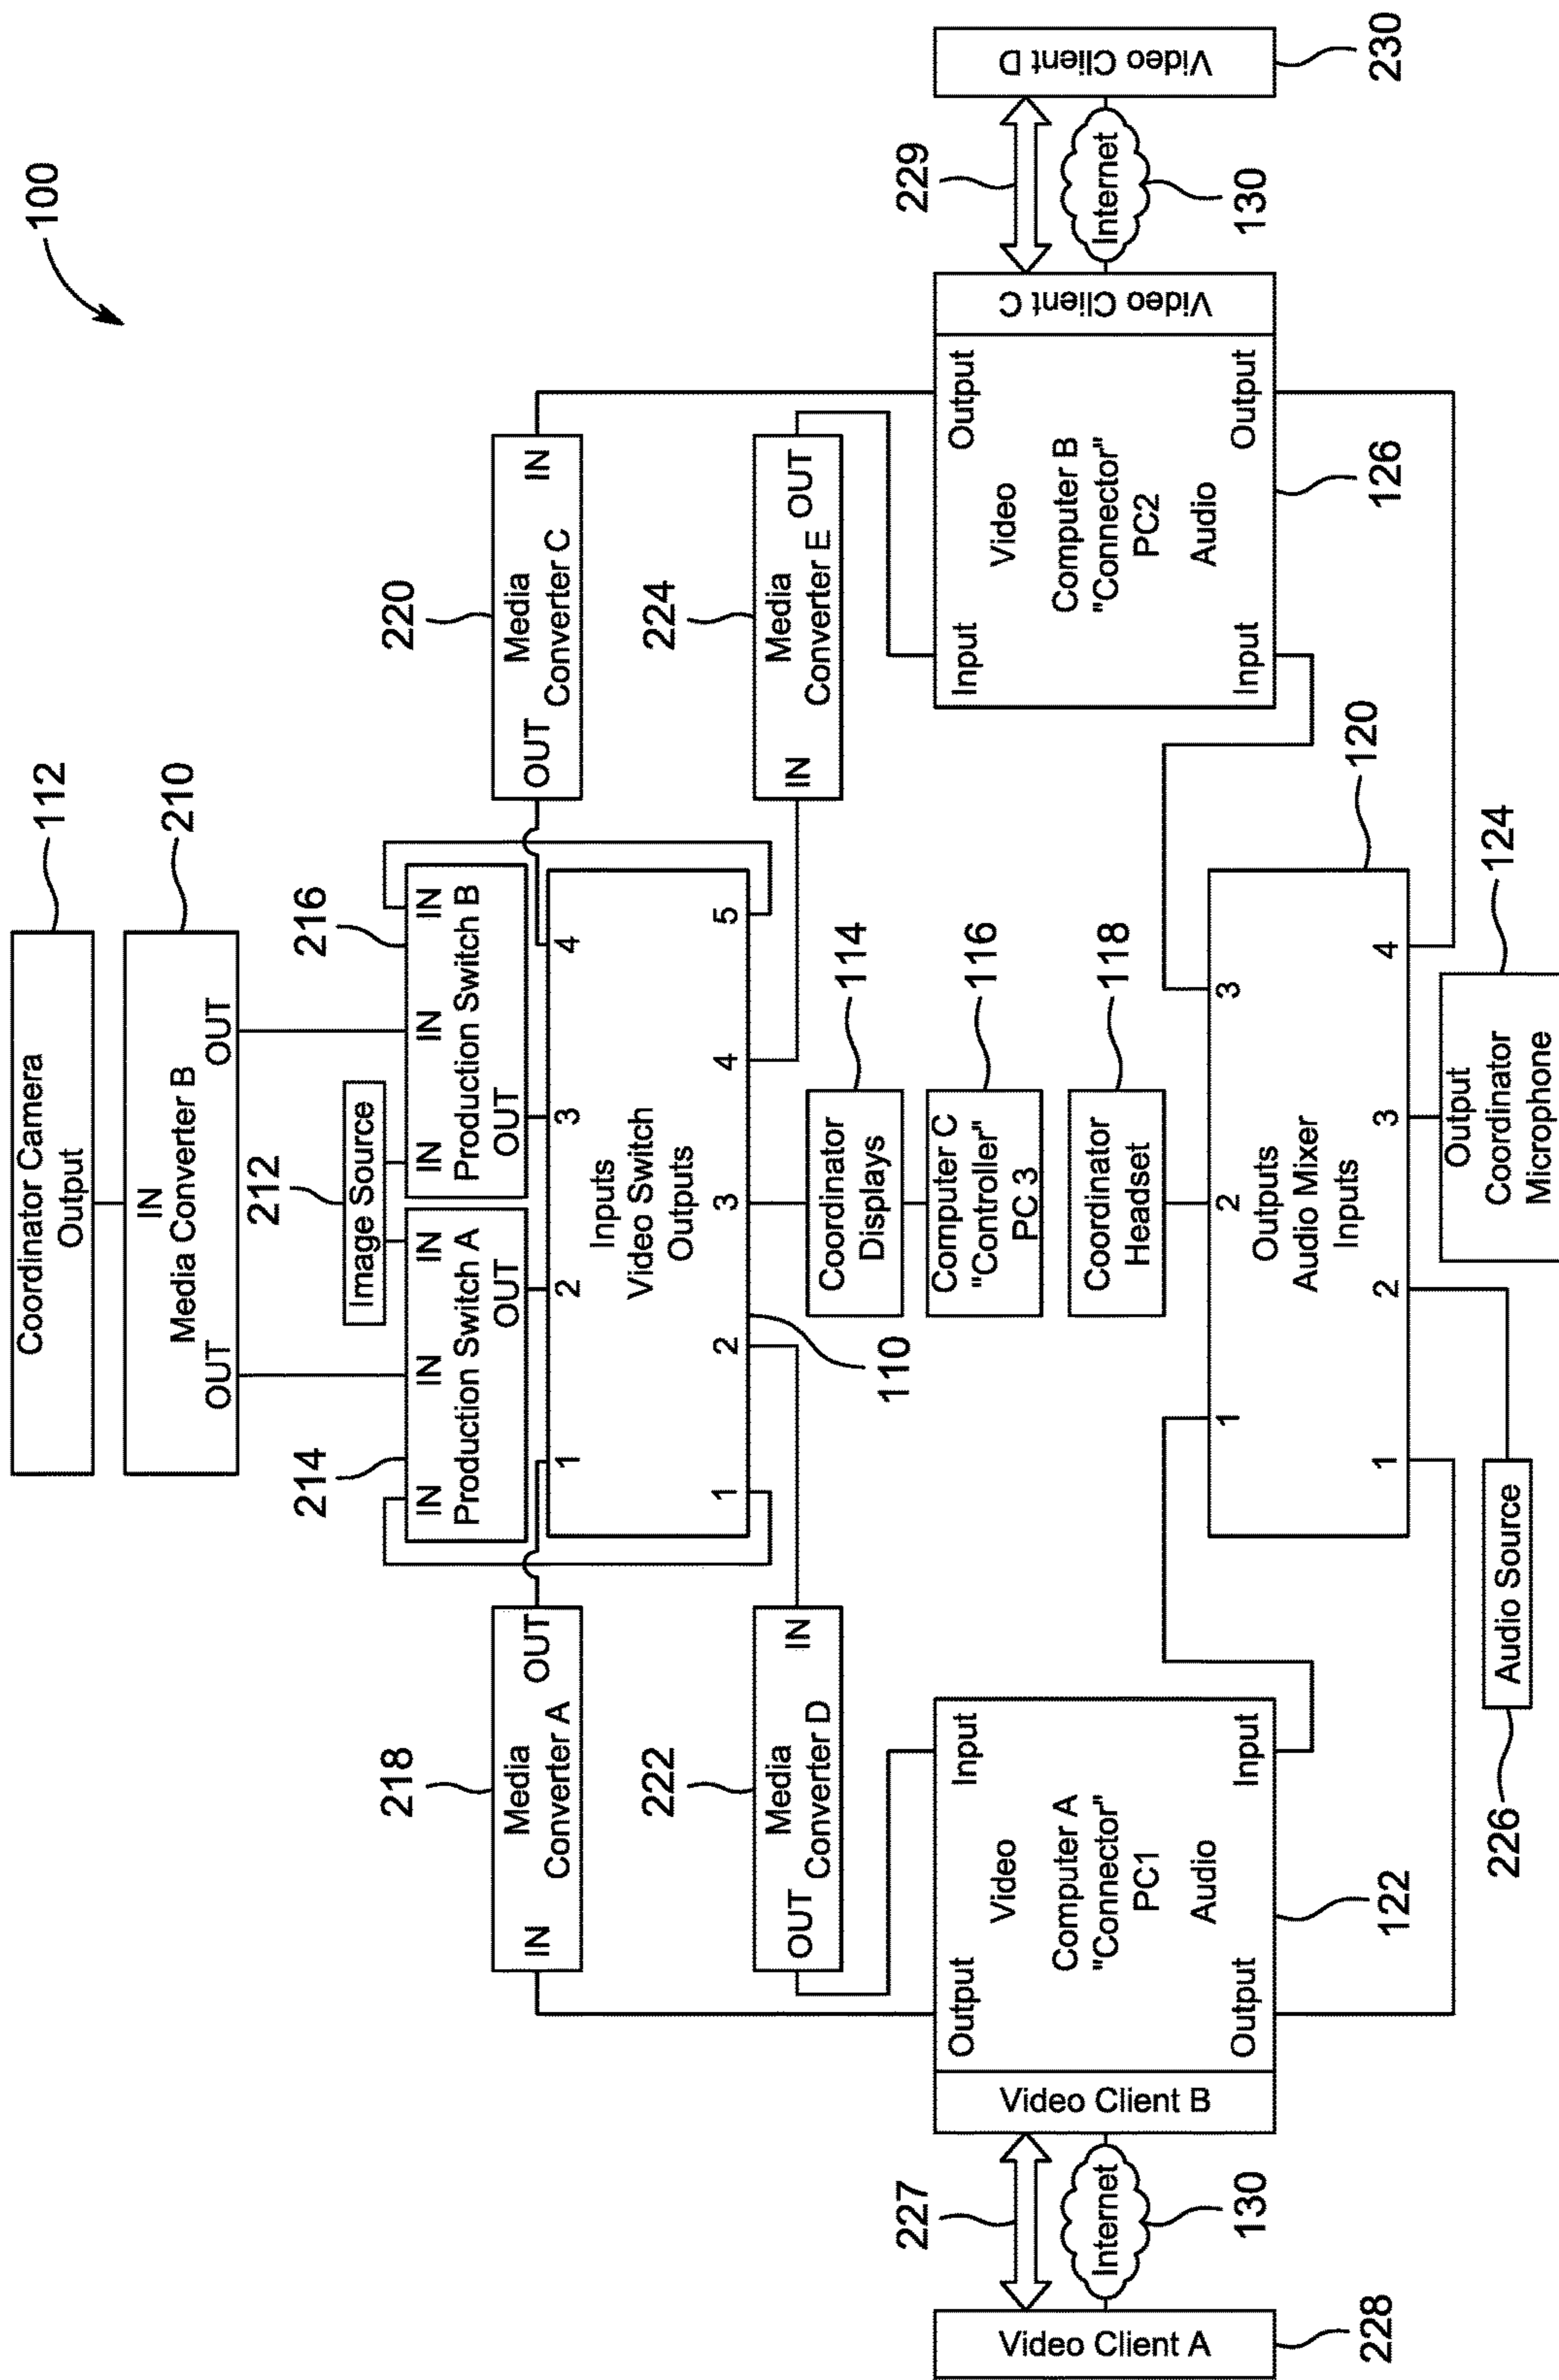 100
Coordinator Camera
Output
112
IN
Media Converter B
OUT
OUT
210
212
Image Source
214
IN
IN
IN
Production Switch A
OUT
216
IN
IN
IN
Production Switch B
OUT
218
IN
Media
Converter A
OUT
220
OUT
Media
Converter C
IN
1
2
3
4
Inputs
Video Switch
Outputs
1
2
3
4
5
110
222
OUT
Media
Converter D
IN
224
IN
Media
Converter E
OUT
Coordinator
Displays
114
Computer C
"Controller"
PC 3
116
Coordinator
Headset
118
Video Client A
228
227
Internet
130
Video Client B
Output
Video
Input
Computer A
"Connector"
PC1
Output
Audio
Input
122
Input
Video
Output
Computer B
"Connector"
PC2
Input
Audio
Output
126
Video Client C
229
Internet
130
Video Client D
230
1
2
3
Outputs
Audio Mixer
Inputs
1
2
3
4
120
Audio Source
226
Output
Coordinator
Microphone
124